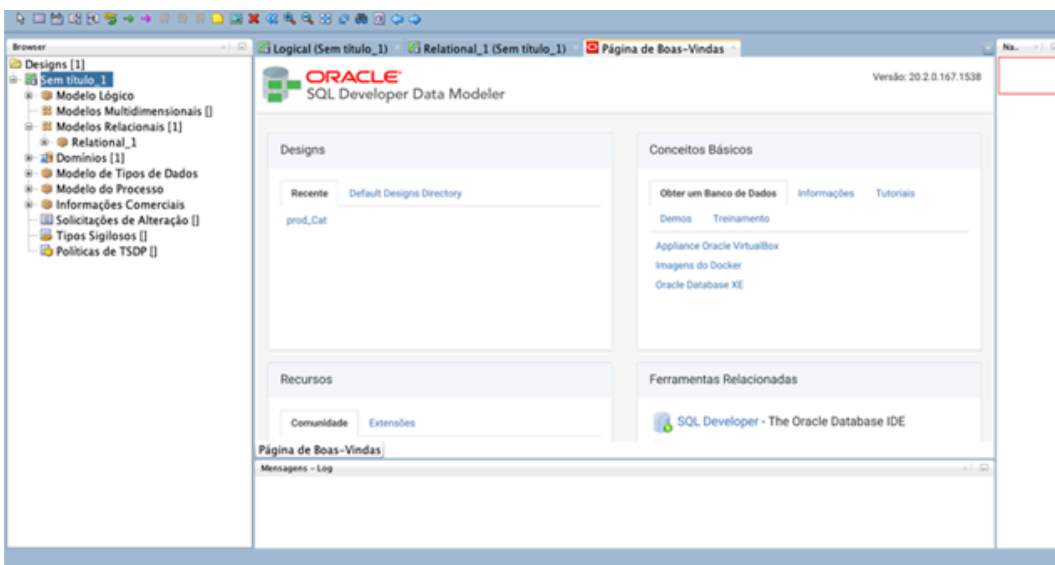 Browser
Designs [1]
Sem título_1
Modelo Lógico
Modelos Multidimensionais []
Modelos Relacionais [1]
Relational_1
Domínios [1]
Modelo de Tipos de Dados
Modelo do Processo
Informações Comerciais
Solicitações de Alteração []
Tipos Sigilosos []
Políticas de TSDP []
Logical (Sem título_1)
Relational_1 (Sem título_1)
Página de Boas-Vindas
ORACLE
SQL Developer Data Modeler
Versão: 20.2.0.167.1538
Designs
Recente
Default Designs Directory
prod_Cat
Conceitos Básicos
Obter um Banco de Dados
Informações
Tutoriais
Demos
Treinamento
Appliance Oracle VirtualBox
Imagens do Docker
Oracle Database XE
Recursos
Comunidade
Extensões
Ferramentas Relacionadas
SQL Developer - The Oracle Database IDE
Página de Boas-Vindas
Mensagens - Log
Na..